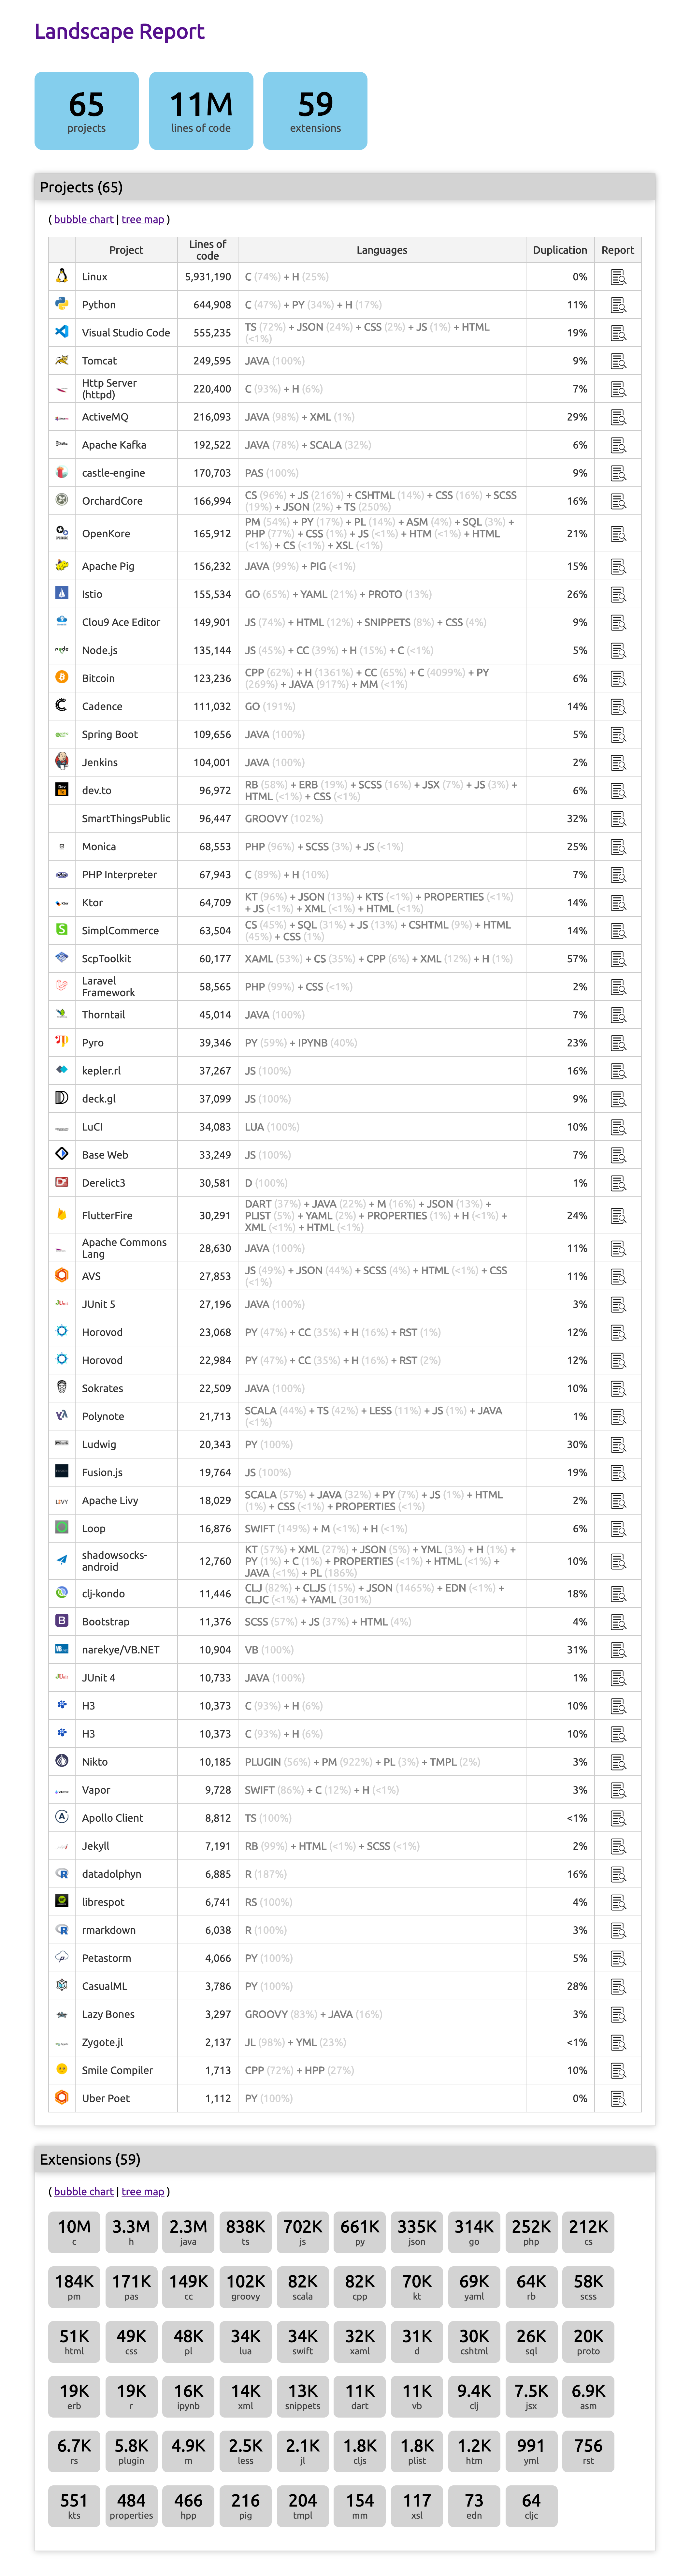 Landscape Report
65
projects
11M
lines of code
59
extensions
Projects (65)
( bubble chart | tree map )
Project Lines of code Languages Duplication Report
Linux 5,931,190 C (74%) + H (25%) 0%
Python 644,908 C (47%) + PY (34%) + H (17%) 11%
Visual Studio Code 555,235 TS (72%) + JSON (24%) + CSS (2%) + JS (1%) + HTML (<1%) 19%
Tomcat 249,595 JAVA (100%) 9%
Http Server (httpd) 220,400 C (93%) + H (6%) 7%
ActiveMQ 216,093 JAVA (98%) + XML (1%) 29%
Apache Kafka 192,522 JAVA (78%) + SCALA (32%) 6%
castle-engine 170,703 PAS (100%) 9%
OrchardCore 166,994 CS (96%) + JS (216%) + CSHTML (14%) + CSS (16%) + SCSS (19%) + JSON (2%) + TS (250%) 16%
OpenKore 165,912 PM (54%) + PY (17%) + PL (14%) + ASM (4%) + SQL (3%) + PHP (77%) + CSS (1%) + JS (<1%) + HTM (<1%) + HTML (<1%) + CS (<1%) + XSL (<1%) 21%
Apache Pig 156,232 JAVA (99%) + PIG (<1%) 15%
Istio 155,534 GO (65%) + YAML (21%) + PROTO (13%) 26%
Clou9 Ace Editor 149,901 JS (74%) + HTML (12%) + SNIPPETS (8%) + CSS (4%) 9%
Node.js 135,144 JS (45%) + CC (39%) + H (15%) + C (<1%) 5%
Bitcoin 123,236 CPP (62%) + H (1361%) + CC (65%) + C (4099%) + PY (269%) + JAVA (917%) + MM (<1%) 6%
Cadence 111,032 GO (191%) 14%
Spring Boot 109,656 JAVA (100%) 5%
Jenkins 104,001 JAVA (100%) 2%
dev.to 96,972 RB (58%) + ERB (19%) + SCSS (16%) + JSX (7%) + JS (3%) + HTML (<1%) + CSS (<1%) 6%
SmartThingsPublic 96,447 GROOVY (102%) 32%
Monica 68,553 PHP (96%) + SCSS (3%) + JS (<1%) 25%
PHP Interpreter 67,943 C (89%) + H (10%) 7%
Ktor 64,709 KT (96%) + JSON (13%) + KTS (<1%) + PROPERTIES (<1%) + JS (<1%) + XML (<1%) + HTML (<1%) 14%
SimplCommerce 63,504 CS (45%) + SQL (31%) + JS (13%) + CSHTML (9%) + HTML (45%) + CSS (1%) 14%
ScpToolkit 60,177 XAML (53%) + CS (35%) + CPP (6%) + XML (12%) + H (1%) 57%
Laravel Framework 58,565 PHP (99%) + CSS (<1%) 2%
Thorntail 45,014 JAVA (100%) 7%
Pyro 39,346 PY (59%) + IPYNB (40%) 23%
kepler.rl 37,267 JS (100%) 16%
deck.gl 37,099 JS (100%) 9%
LuCI 34,083 LUA (100%) 10%
Base Web 33,249 JS (100%) 7%
Derelict3 30,581 D (100%) 1%
FlutterFire 30,291 DART (37%) + JAVA (22%) + M (16%) + JSON (13%) + PLIST (5%) + YAML (2%) + PROPERTIES (1%) + H (<1%) + XML (<1%) + HTML (<1%) 24%
Apache Commons Lang 28,630 JAVA (100%) 11%
AVS 27,853 JS (49%) + JSON (44%) + SCSS (4%) + HTML (<1%) + CSS (<1%) 11%
JUnit 5 27,196 JAVA (100%) 3%
Horovod 23,068 PY (47%) + CC (35%) + H (16%) + RST (1%) 12%
Horovod 22,984 PY (47%) + CC (35%) + H (16%) + RST (2%) 12%
Sokrates 22,509 JAVA (100%) 10%
Polynote 21,713 SCALA (44%) + TS (42%) + LESS (11%) + JS (1%) + JAVA (<1%) 1%
Ludwig 20,343 PY (100%) 30%
Fusion.js 19,764 JS (100%) 19%
Apache Livy 18,029 SCALA (57%) + JAVA (32%) + PY (7%) + JS (1%) + HTML (1%) + CSS (<1%) + PROPERTIES (<1%) 2%
Loop 16,876 SWIFT (149%) + M (<1%) + H (<1%) 6%
shadowsocks-android 12,760 KT (57%) + XML (27%) + JSON (5%) + YML (3%) + H (1%) + PY (1%) + C (1%) + PROPERTIES (<1%) + HTML (<1%) + JAVA (<1%) + PL (186%) 10%
clj-kondo 11,446 CLJ (82%) + CLJS (15%) + JSON (1465%) + EDN (<1%) + CLJC (<1%) + YAML (301%) 18%
Bootstrap 11,376 SCSS (57%) + JS (37%) + HTML (4%) 4%
narekye/VB.NET 10,904 VB (100%) 31%
JUnit 4 10,733 JAVA (100%) 1%
H3 10,373 C (93%) + H (6%) 10%
H3 10,373 C (93%) + H (6%) 10%
Nikto 10,185 PLUGIN (56%) + PM (922%) + PL (3%) + TMPL (2%) 3%
Vapor 9,728 SWIFT (86%) + C (12%) + H (<1%) 3%
Apollo Client 8,812 TS (100%) <1%
Jekyll 7,191 RB (99%) + HTML (<1%) + SCSS (<1%) 2%
datadolphyn 6,885 R (187%) 16%
librespot 6,741 RS (100%) 4%
rmarkdown 6,038 R (100%) 3%
Petastorm 4,066 PY (100%) 5%
CasualML 3,786 PY (100%) 28%
Lazy Bones 3,297 GROOVY (83%) + JAVA (16%) 3%
Zygote.jl 2,137 JL (98%) + YML (23%) <1%
Smile Compiler 1,713 CPP (72%) + HPP (27%) 10%
Uber Poet 1,112 PY (100%) 0%
Extensions (59)
( bubble chart | tree map )
10M 3.3M 2.3M 838K 702K 661K 335K 314K 252K 212K
c h java ts js py json go php cs
184K 171K 149K 102K 82K 82K 70K 69K 64K 58K
pm pas cc groovy scala cpp kt yaml rb scss
51K 49K 48K 34K 34K 32K 31K 30K 26K 20K
html css pl lua swift xaml d cshtml sql proto
19K 19K 16K 14K 13K 11K 11K 9.4K 7.5K 6.9K
erb r ipynb xml snippets dart vb clj jsx asm
6.7K 5.8K 4.9K 2.5K 2.1K 1.8K 1.8K 1.2K 991 756
rs plugin m less jl cljs plist htm yml rst
551 484 466 216 204 154 117 73 64
kts properties hpp pig tmpl mm xsl edn cljc